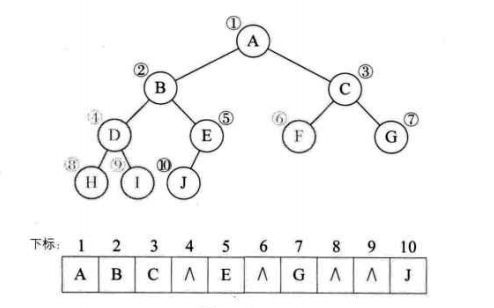 ① A
② B ③ C
④ D ⑤ E ⑥ F ⑦ G
⑧ H ⑨ I ⑩ J
下标: 1 2 3 4 5 6 7 8 9 10
A B C ∧ E ∧ G ∧ ∧ J